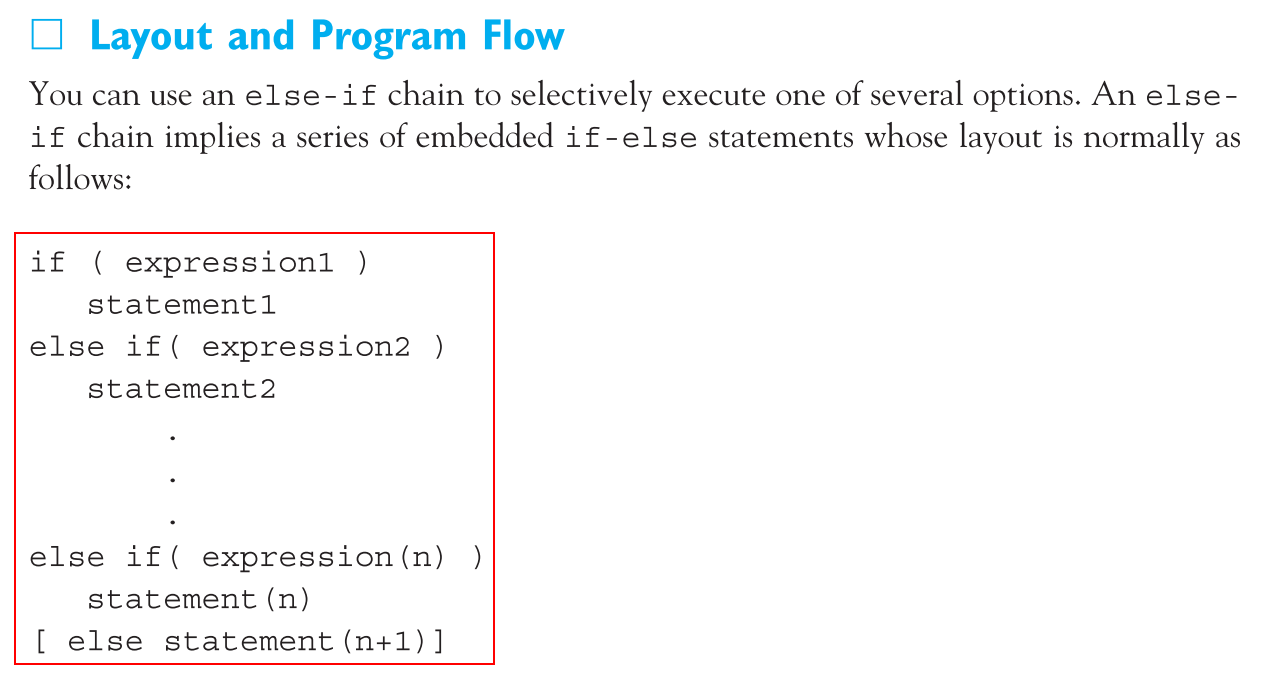 Layout and Program Flow
You can use an else-if chain to selectively execute one of several options. An else-
if chain implies a series of embedded if-else statements whose layout is normally as
follows:
if ( expression1 )
statement1
else if( expression2 )
statement2
.
.
.
else if( expression(n) )
statement(n)
[ else statement(n+1)]